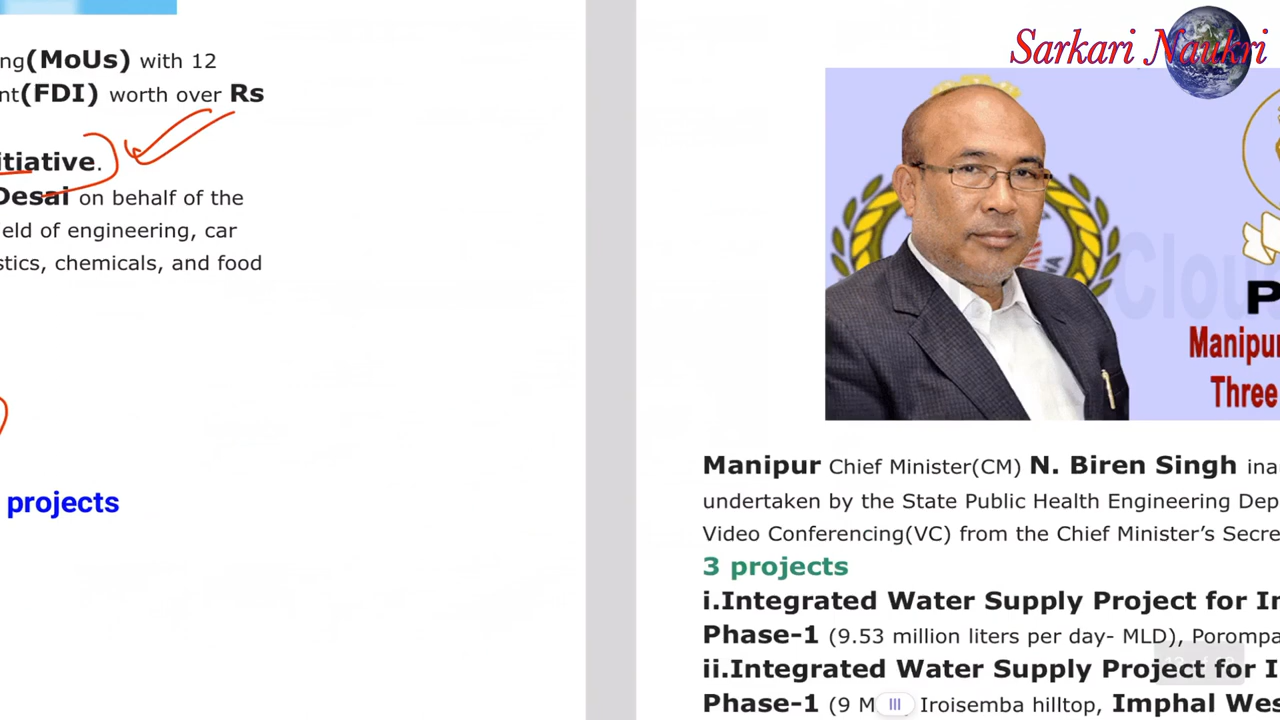 ng(MoUs) with 12
nt(FDI) worth over Rs
itiative.
Desai on behalf of the
eld of engineering, car
stics, chemicals, and food
projects
Sarkari Naukri
Clou
P
Manipur
Three
Manipur Chief Minister(CM) N. Biren Singh ina
undertaken by the State Public Health Engineering Dep
Video Conferencing(VC) from the Chief Minister’s Secre
3 projects
i.Integrated Water Supply Project for Im
Phase-1 (9.53 million liters per day- MLD), Porompa
ii.Integrated Water Supply Project for I
Phase-1 (9 M Iroisemba hilltop, Imphal Wes